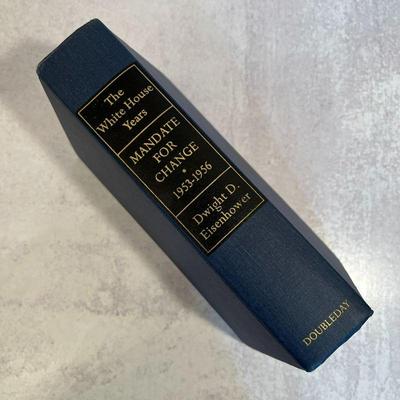 The
White House
Years
MANDATE
FOR
CHANGE
•
1953-1956
Dwight D.
Eisenhower
DOUBLEDAY